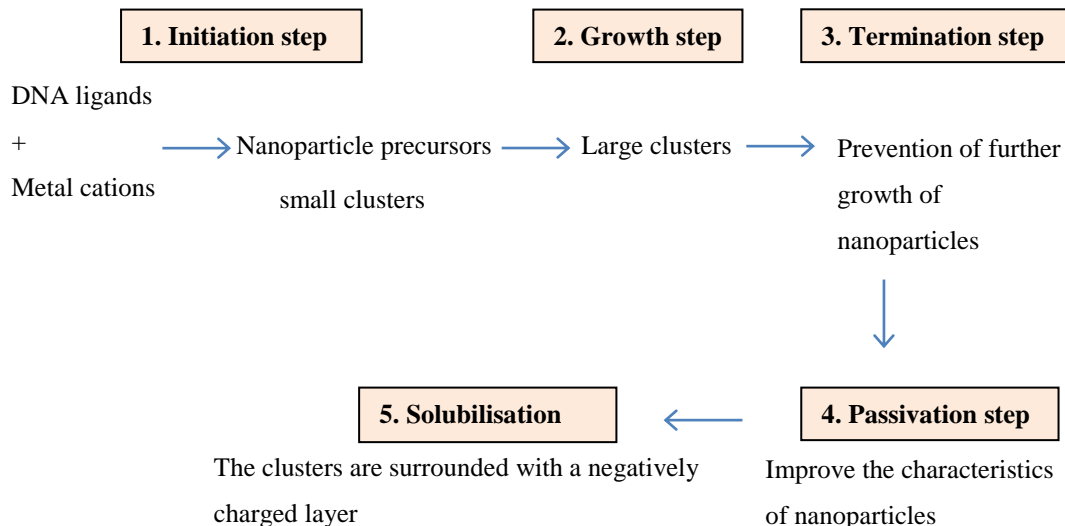 1. Initiation step
2. Growth step
3. Termination step
DNA ligands
+
Metal cations
Nanoparticle precursors
small clusters
Large clusters
Prevention of further
growth of
nanoparticles
4. Passivation step
Improve the characteristics
of nanoparticles
5. Solubilisation
The clusters are surrounded with a negatively
charged layer